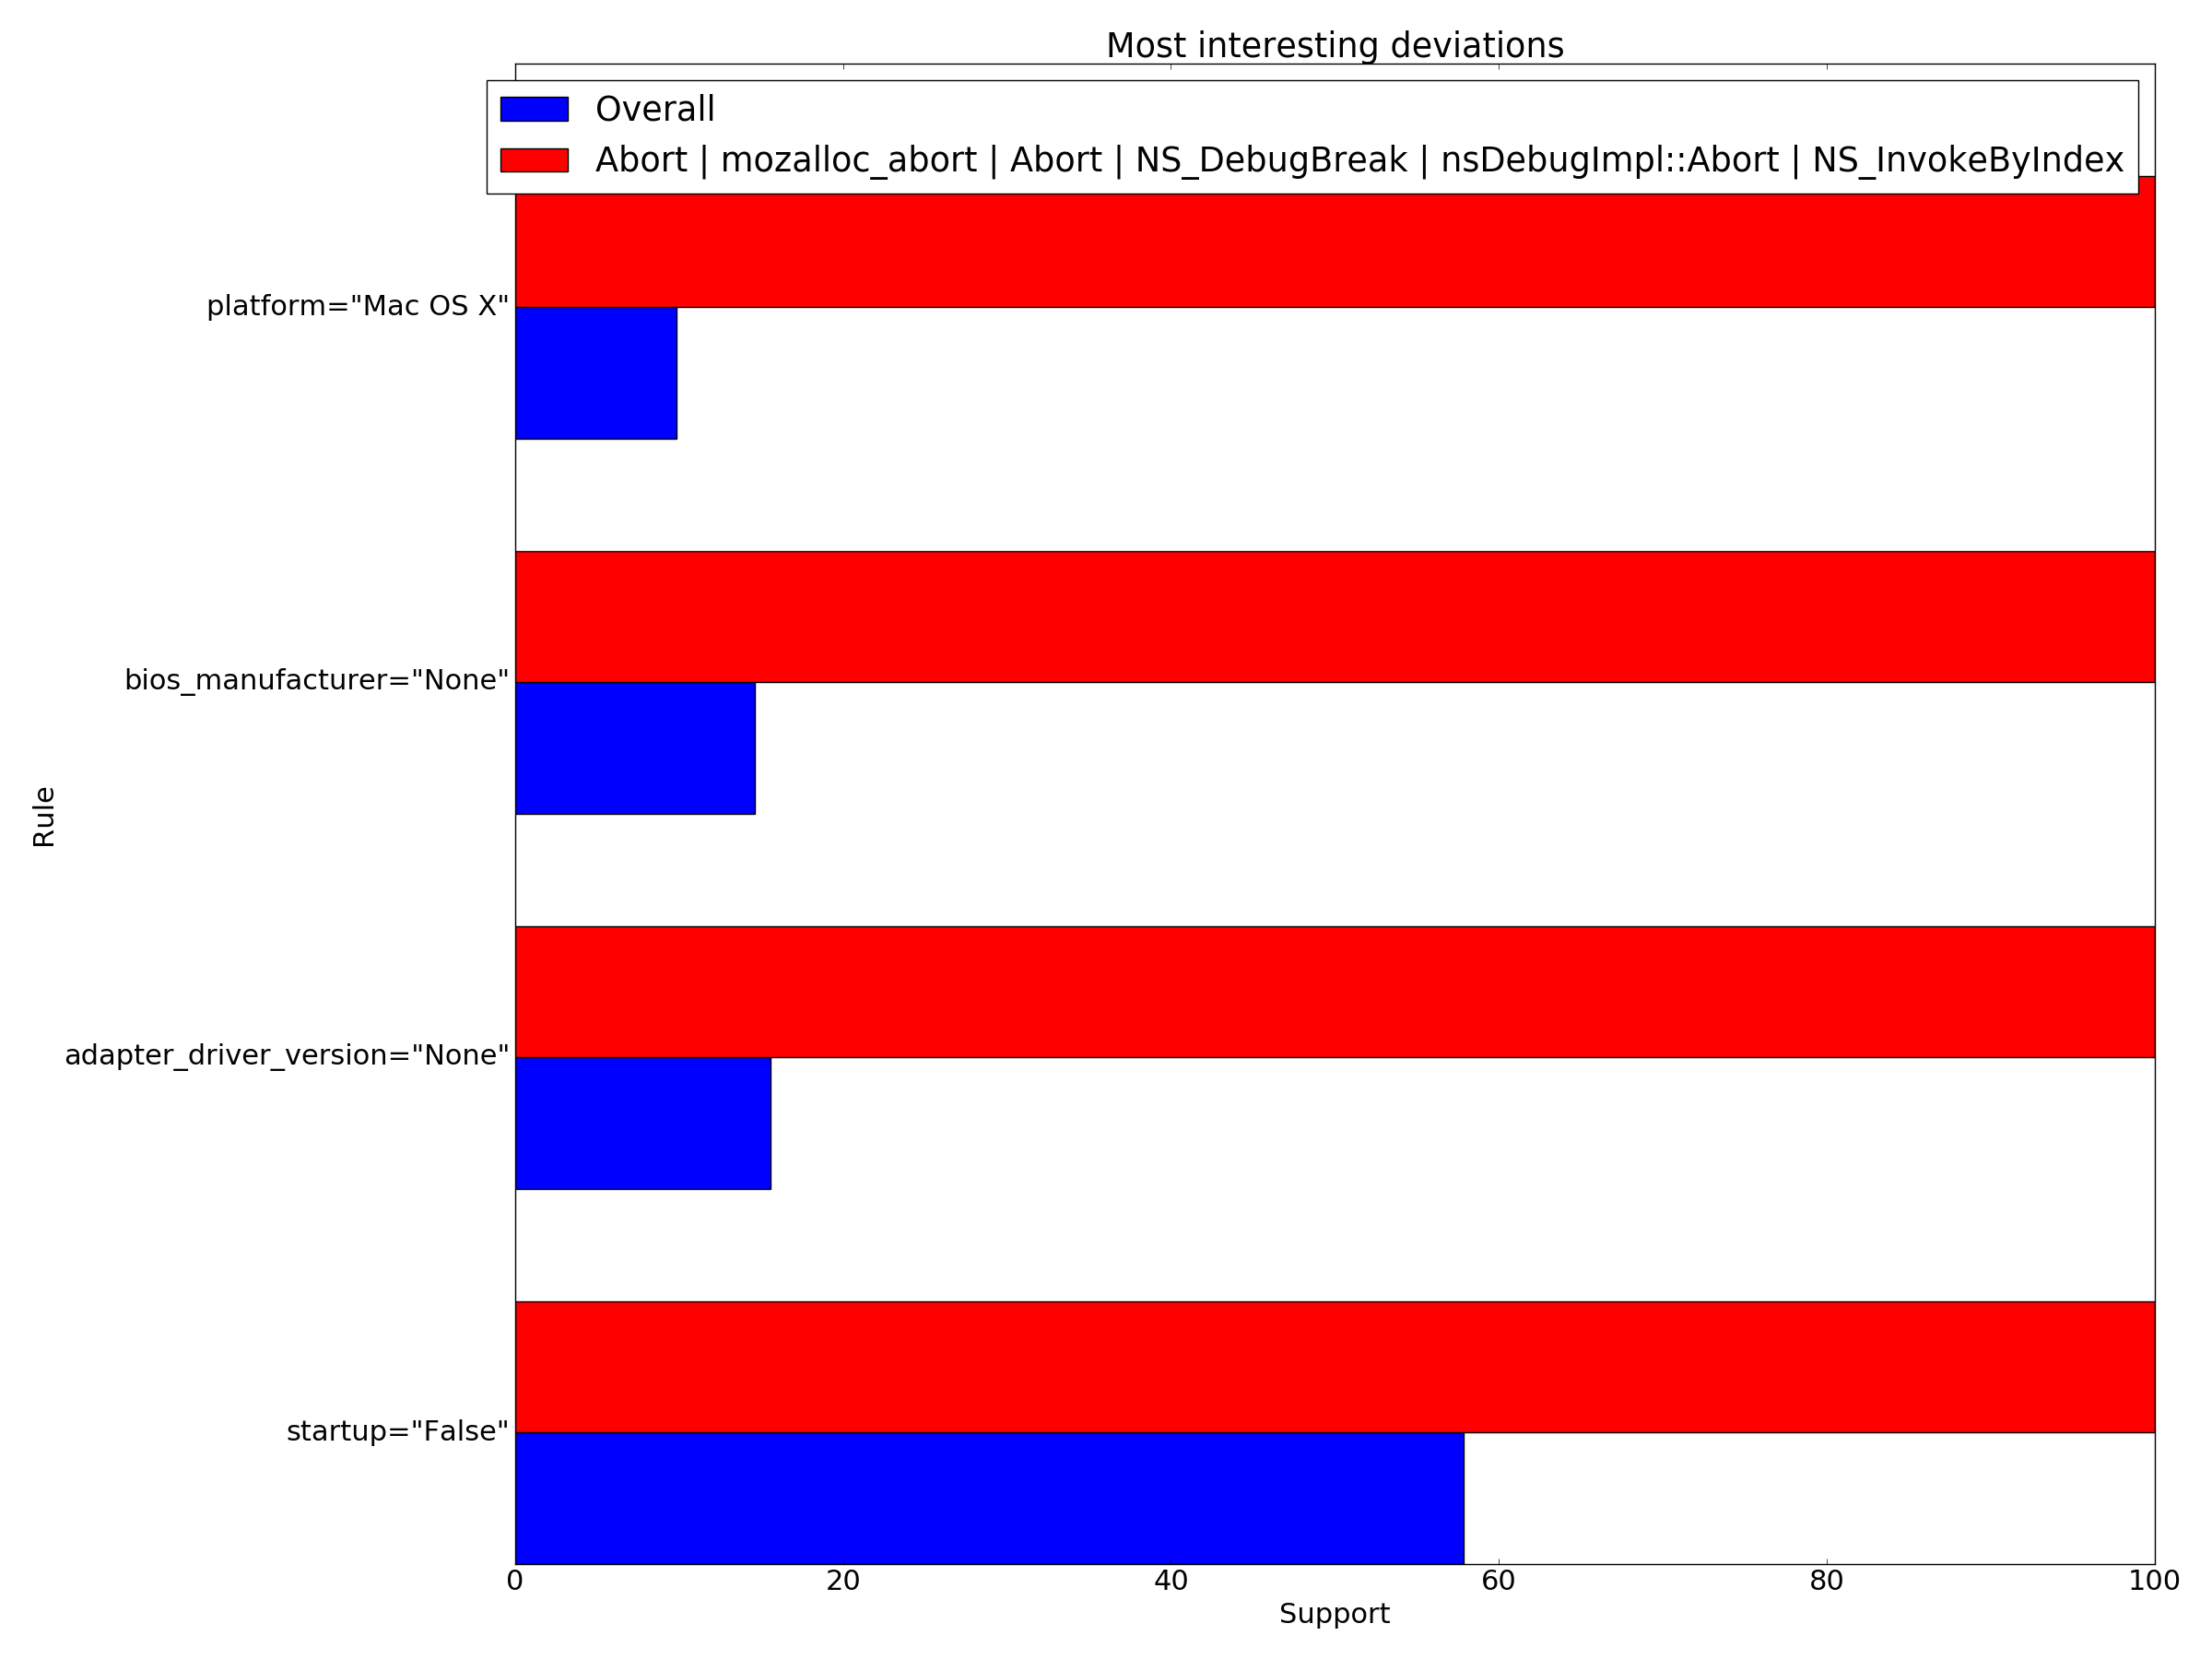 Most interesting deviations
Overall
Abort | mozalloc_abort | Abort | NS_DebugBreak | nsDebugImpl::Abort | NS_InvokeByIndex
platform="Mac OS X"
bios_manufacturer="None"
Rule
adapter_driver_version="None"
startup="False"
0 20 40 60 80 100
Support